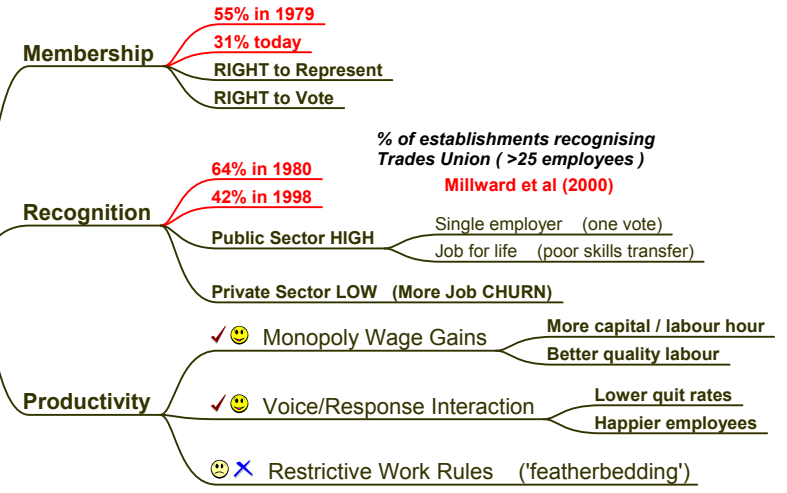 55% in 1979
31% today
Membership
RIGHT to Represent
RIGHT to Vote
% of establishments recognising
Trades Union ( >25 employees )
Millward et al (2000)
64% in 1980
42% in 1998
Recognition
Public Sector HIGH
Single employer (one vote)
Job for life (poor skills transfer)
Private Sector LOW (More Job CHURN)
Monopoly Wage Gains
More capital / labour hour
Better quality labour
Productivity
Voice/Response Interaction
Lower quit rates
Happier employees
Restrictive Work Rules ('featherbedding')